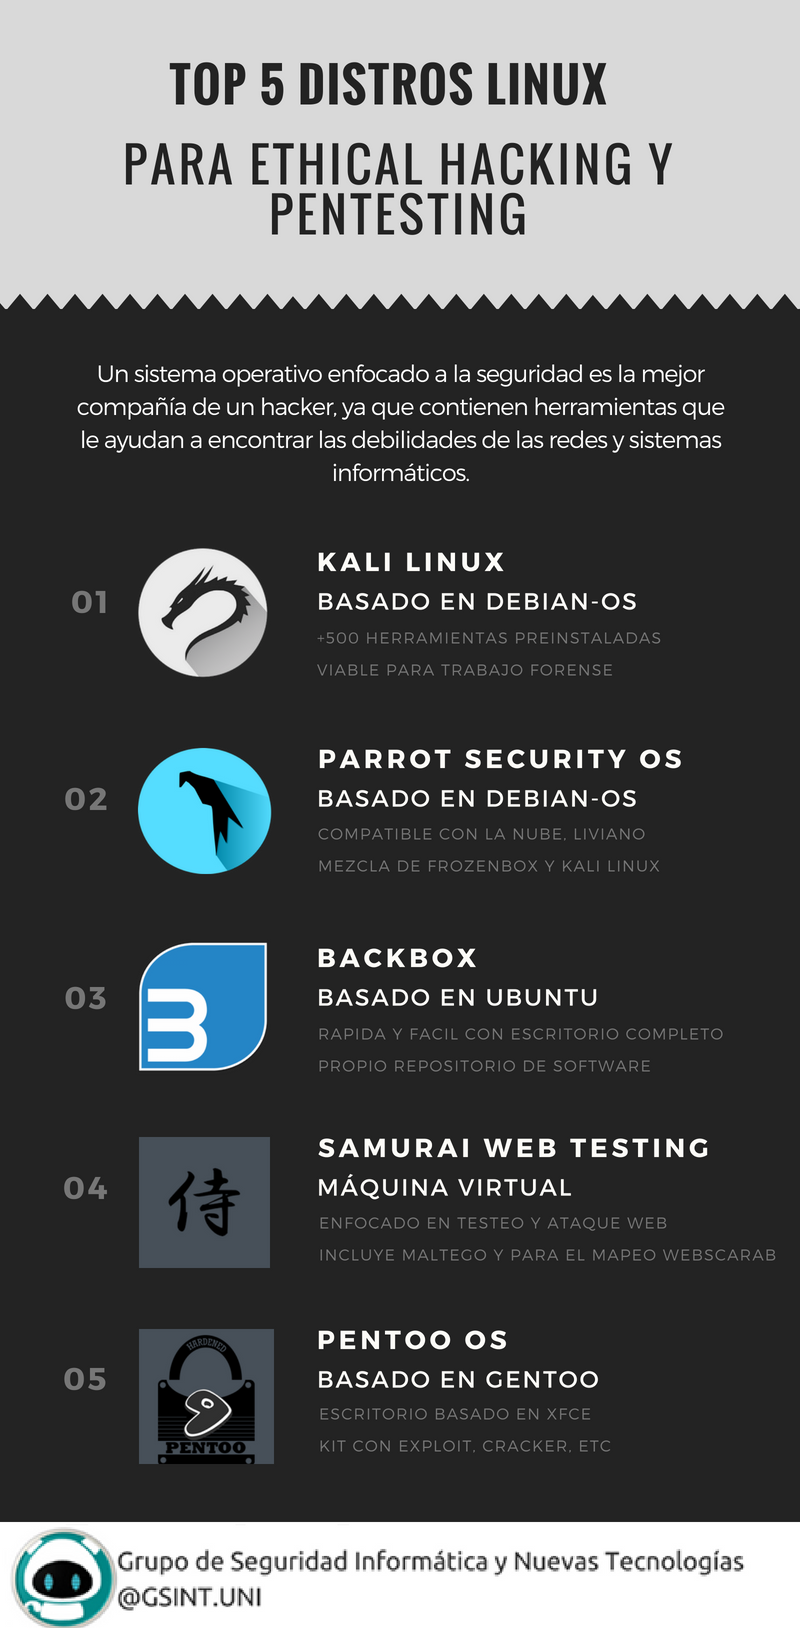 TOP 5 DISTROS LINUX
PARA ETHICAL HACKING Y
PENTESTING
Un sistema operativo enfocado a la seguridad es la mejor
compañía de un hacker, ya que contienen herramientas que
le ayudan a encontrar las debilidades de las redes y sistemas
informáticos.
01
KALI LINUX
BASADO EN DEBIAN-OS
+500 HERRAMIENTAS PREINSTALADAS
VIABLE PARA TRABAJO FORENSE
02
PARROT SECURITY OS
BASADO EN DEBIAN-OS
COMPATIBLE CON LA NUBE, LIVIANO
MEZCLA DE FROZENBOX Y KALI LINUX
03
BACKBOX
BASADO EN UBUNTU
RAPIDA Y FACIL CON ESCRITORIO COMPLETO
PROPIO REPOSITORIO DE SOFTWARE
04
侍
SAMURAI WEB TESTING
MÁQUINA VIRTUAL
ENFOCADO EN TESTEO Y ATAQUE WEB
INCLUYE MALTEGO Y PARA EL MAPEO WEBSCARAB
05
HARDENED
PENTOO
PENTOO OS
BASADO EN GENTOO
ESCRITORIO BASADO EN XFCE
KIT CON EXPLOIT, CRACKER, ETC
Grupo de Seguridad Informática y Nuevas Tecnologías
@GSINT.UNI